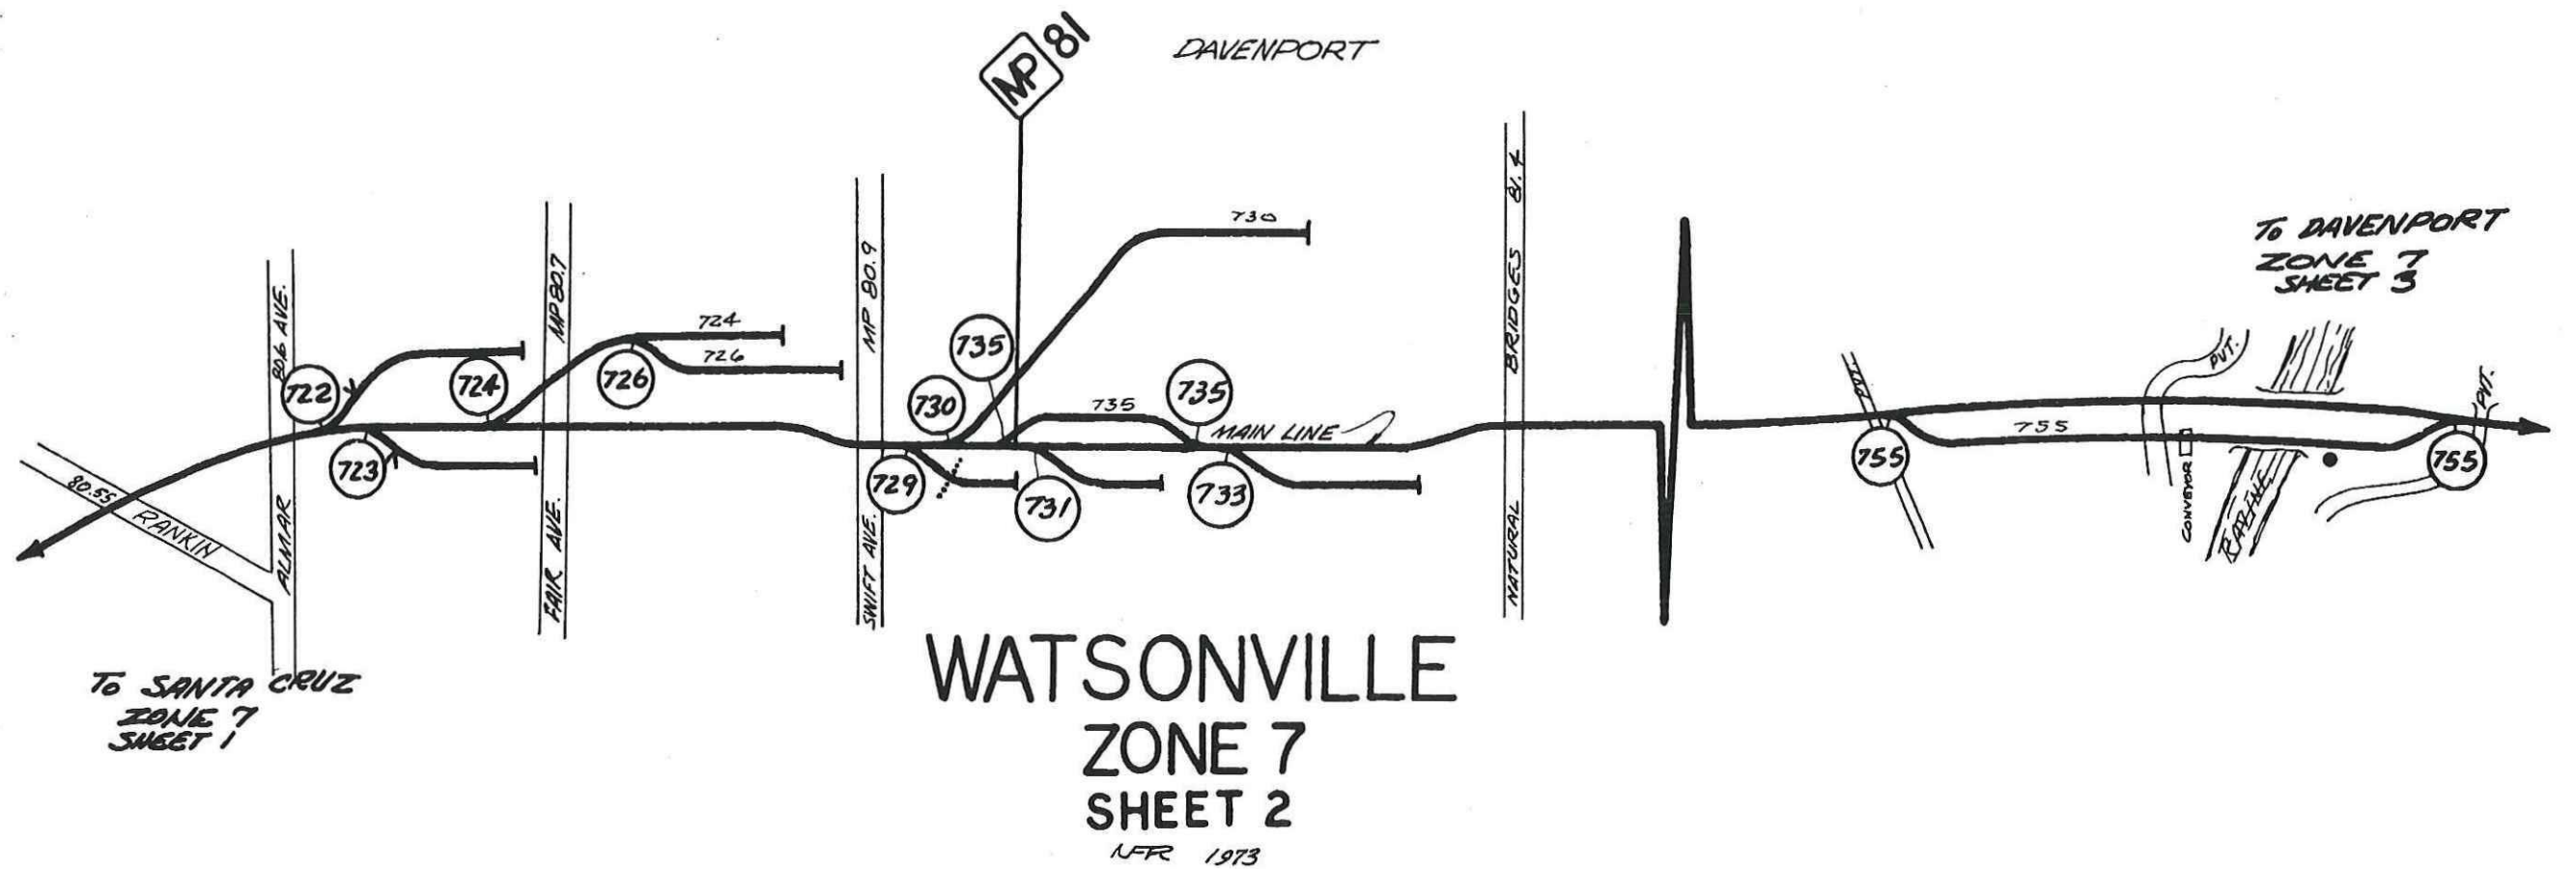 MP 81
DAVENPORT
80.6 AVE.
ALMAR
80.55
RANKIN
722
723
724
MP 80.7
FAIR AVE.
724
726
726
MP 80.9
SWIFT AVE.
730
735
730
729
731
735
735
733
MAIN LINE
NATURAL BRIDGES 81.4
755
755
PVT.
CONVEYOR
RAVINE
PVT.
755
To DAVENPORT
ZONE 7
SHEET 3
To SANTA CRUZ
ZONE 7
SHEET 1
WATSONVILLE
ZONE 7
SHEET 2
1973